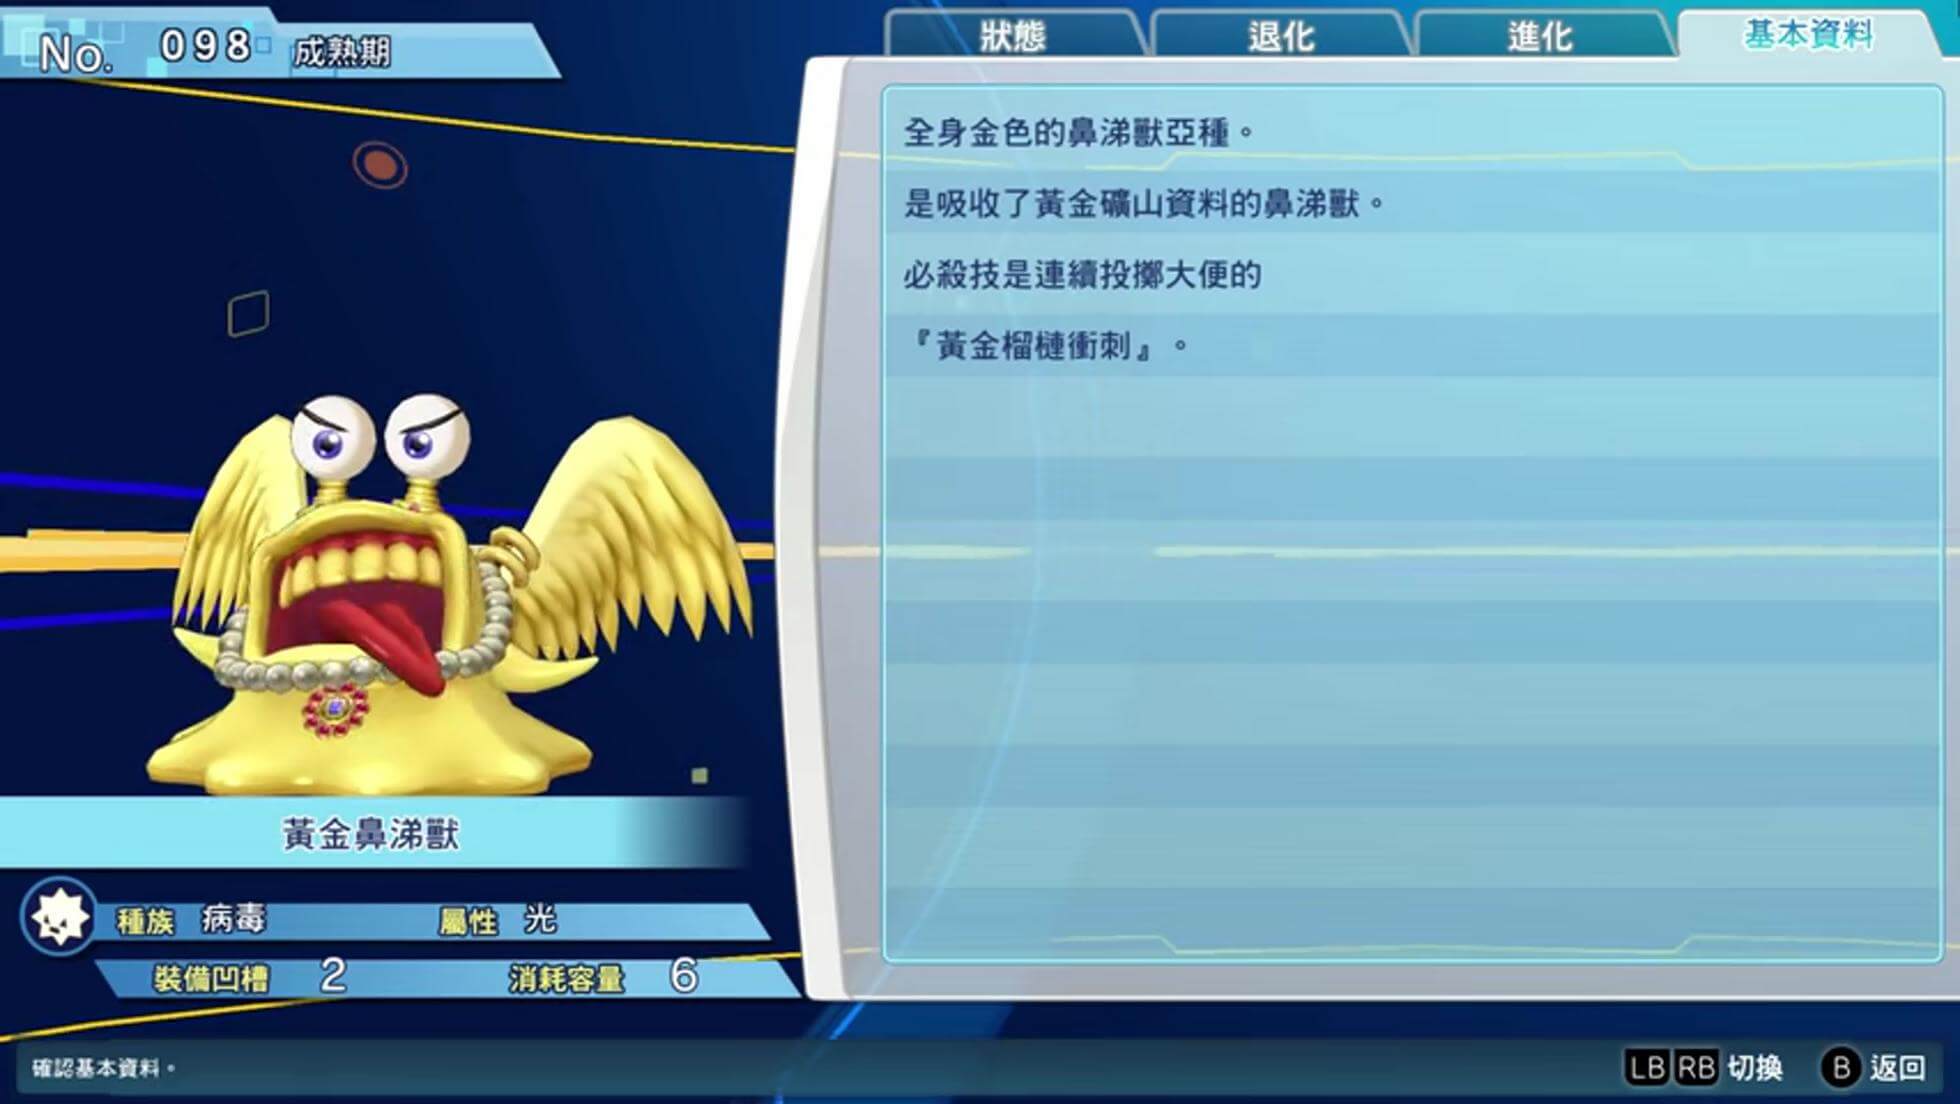 No. 098 成熟期
狀態 退化 進化 基本資料
全身金色的鼻涕獸亞種。
是吸收了黃金礦山資料的鼻涕獸。
必殺技是連續投擲大便的
『黃金榴槤衝刺』。
黃金鼻涕獸
種族 病毒 屬性 光
裝備凹槽 2 消耗容量 6
確認基本資料。
LB RB 切換 B 返回